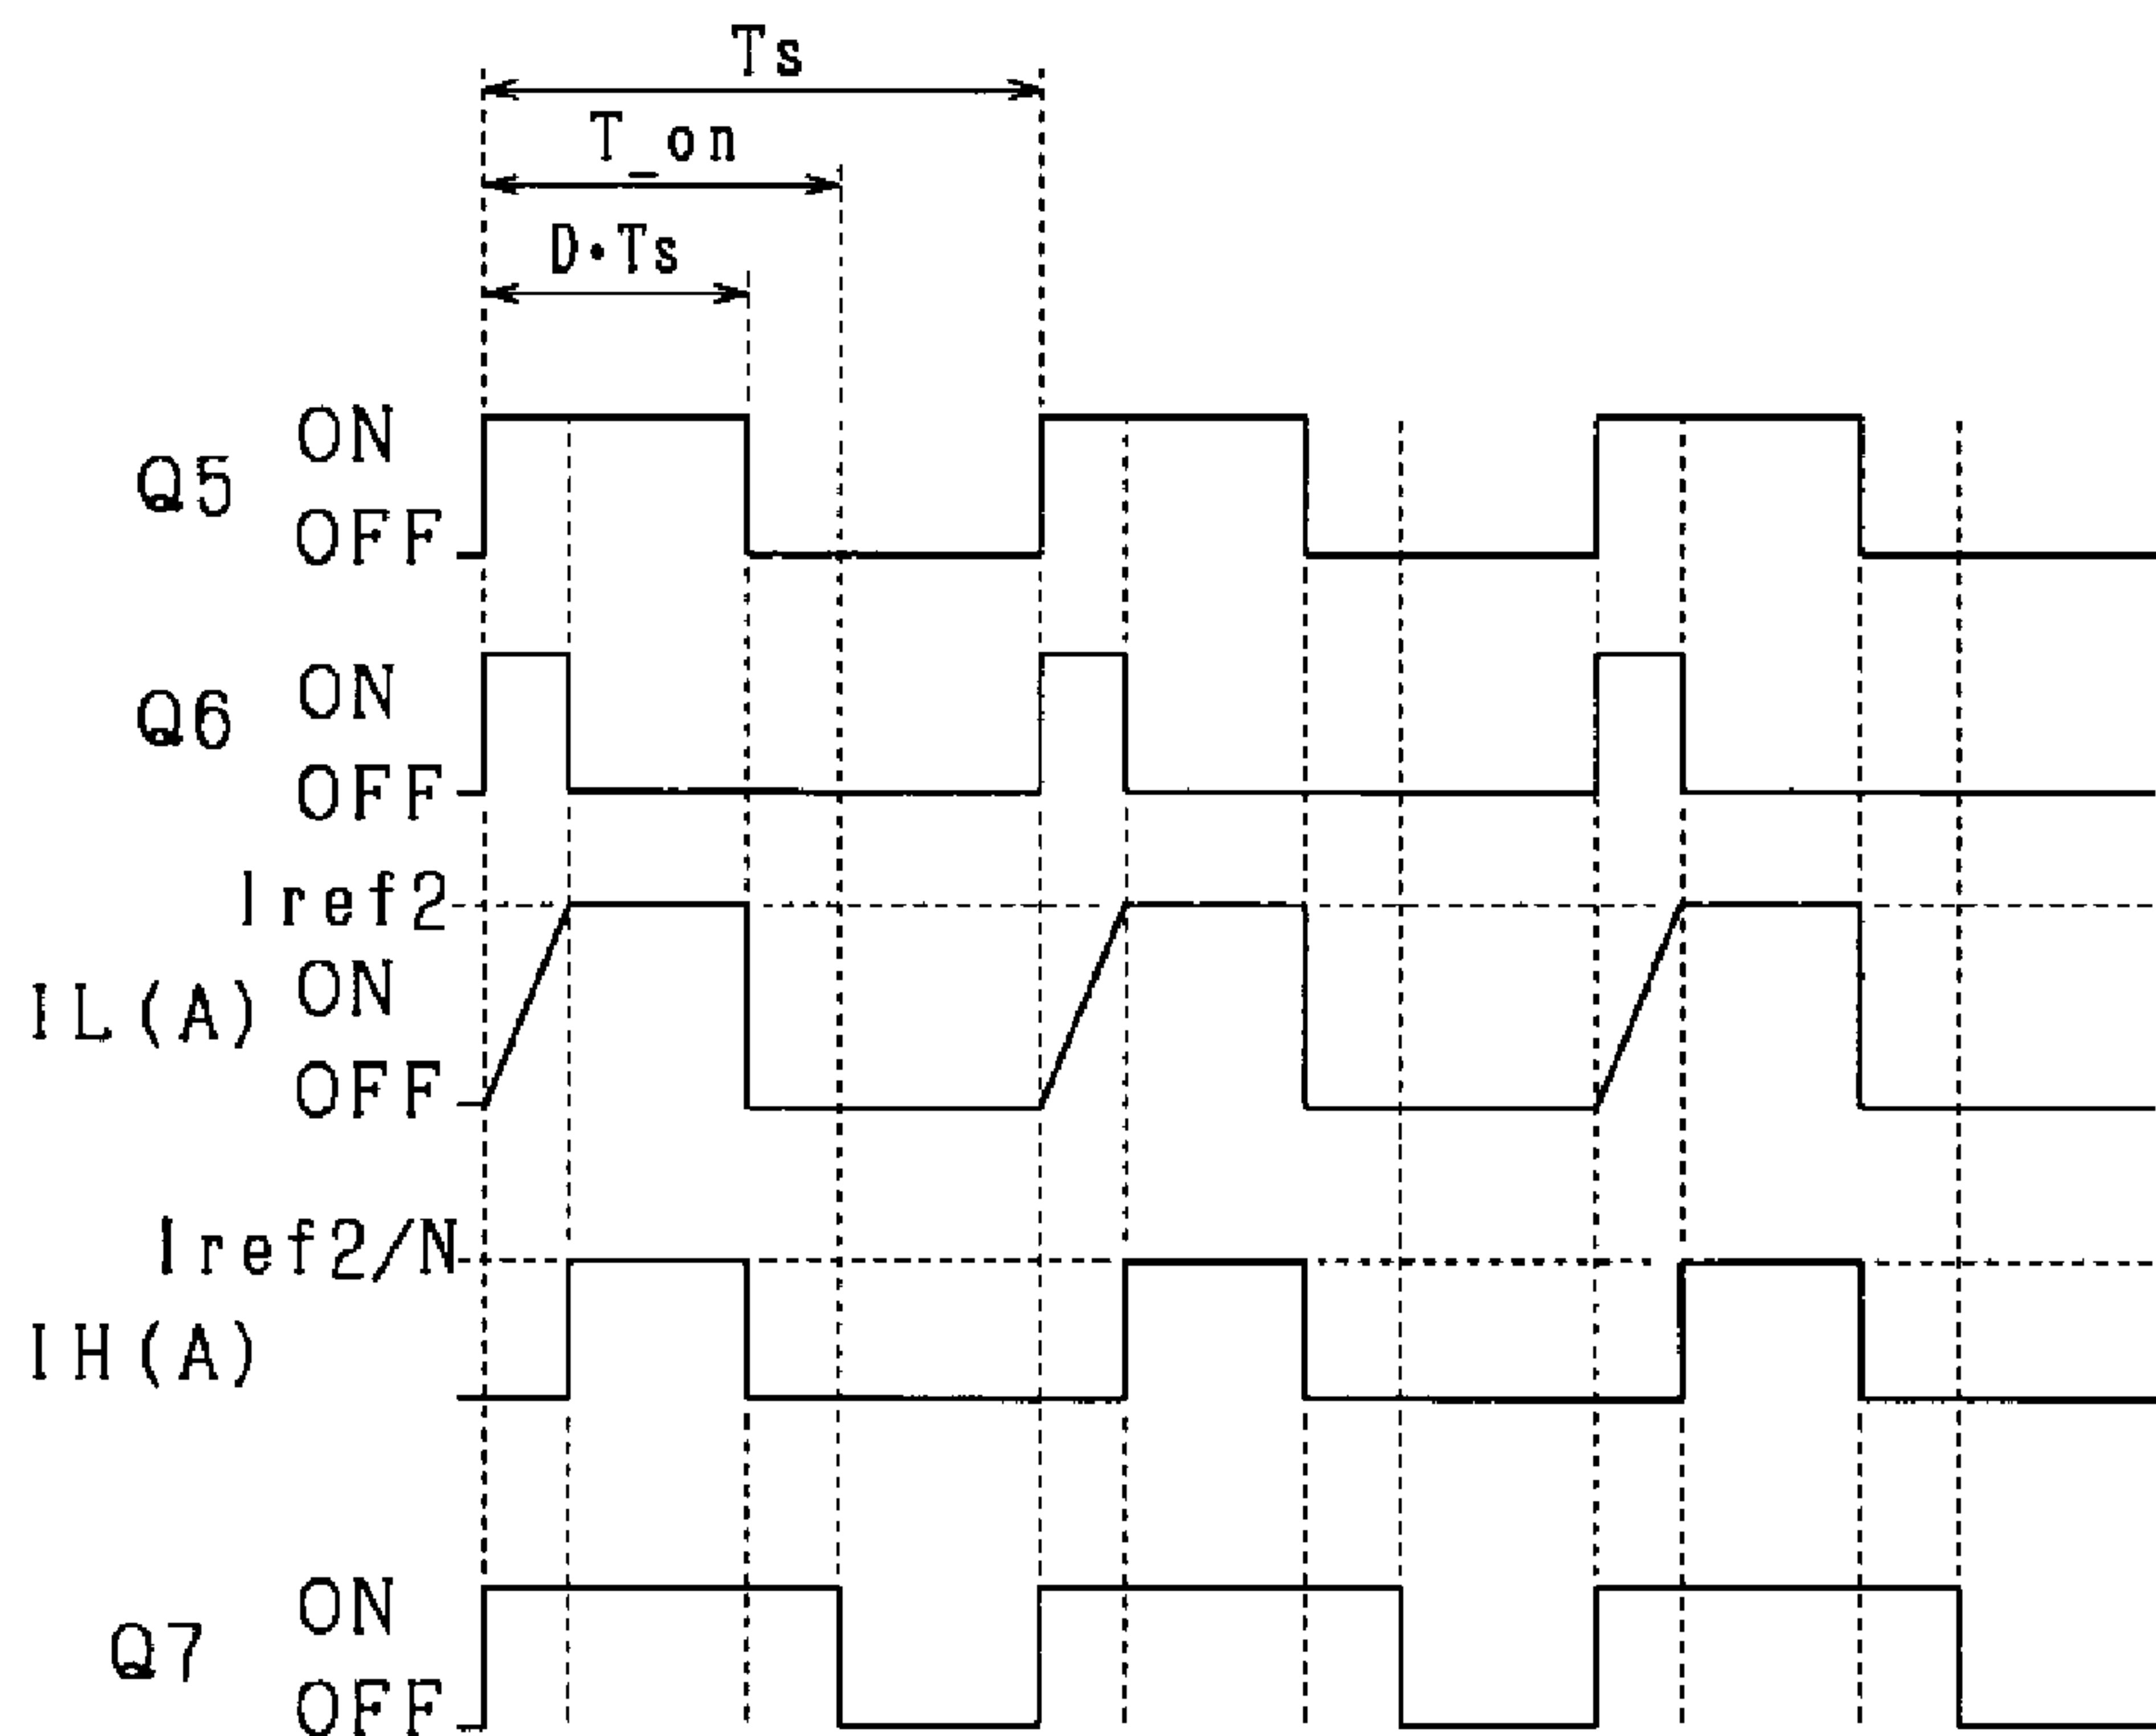 Ts
T_on
D•Ts
ON
Q5
OFF
ON
Q6
OFF
Iref2
ON
IL(A)
OFF
Iref2/N
IH(A)
ON
Q7
OFF